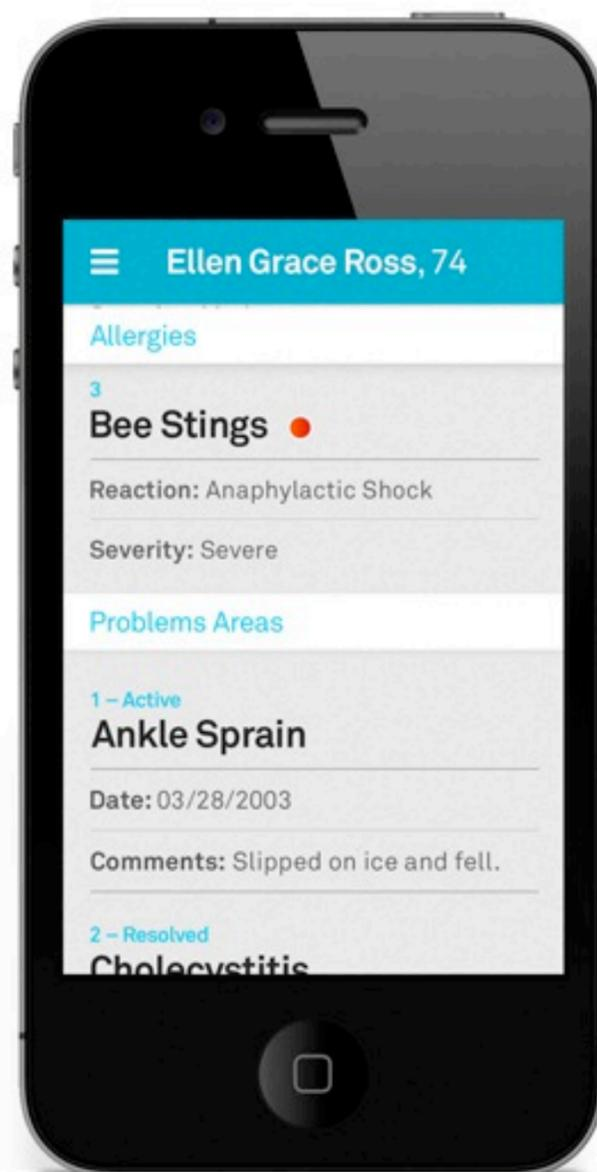 Ellen Grace Ross, 74
Allergies
3
Bee Stings
Reaction: Anaphylactic Shock
Severity: Severe
Problems Areas
1 – Active
Ankle Sprain
Date: 03/28/2003
Comments: Slipped on ice and fell.
2 – Resolved
Cholecystitis